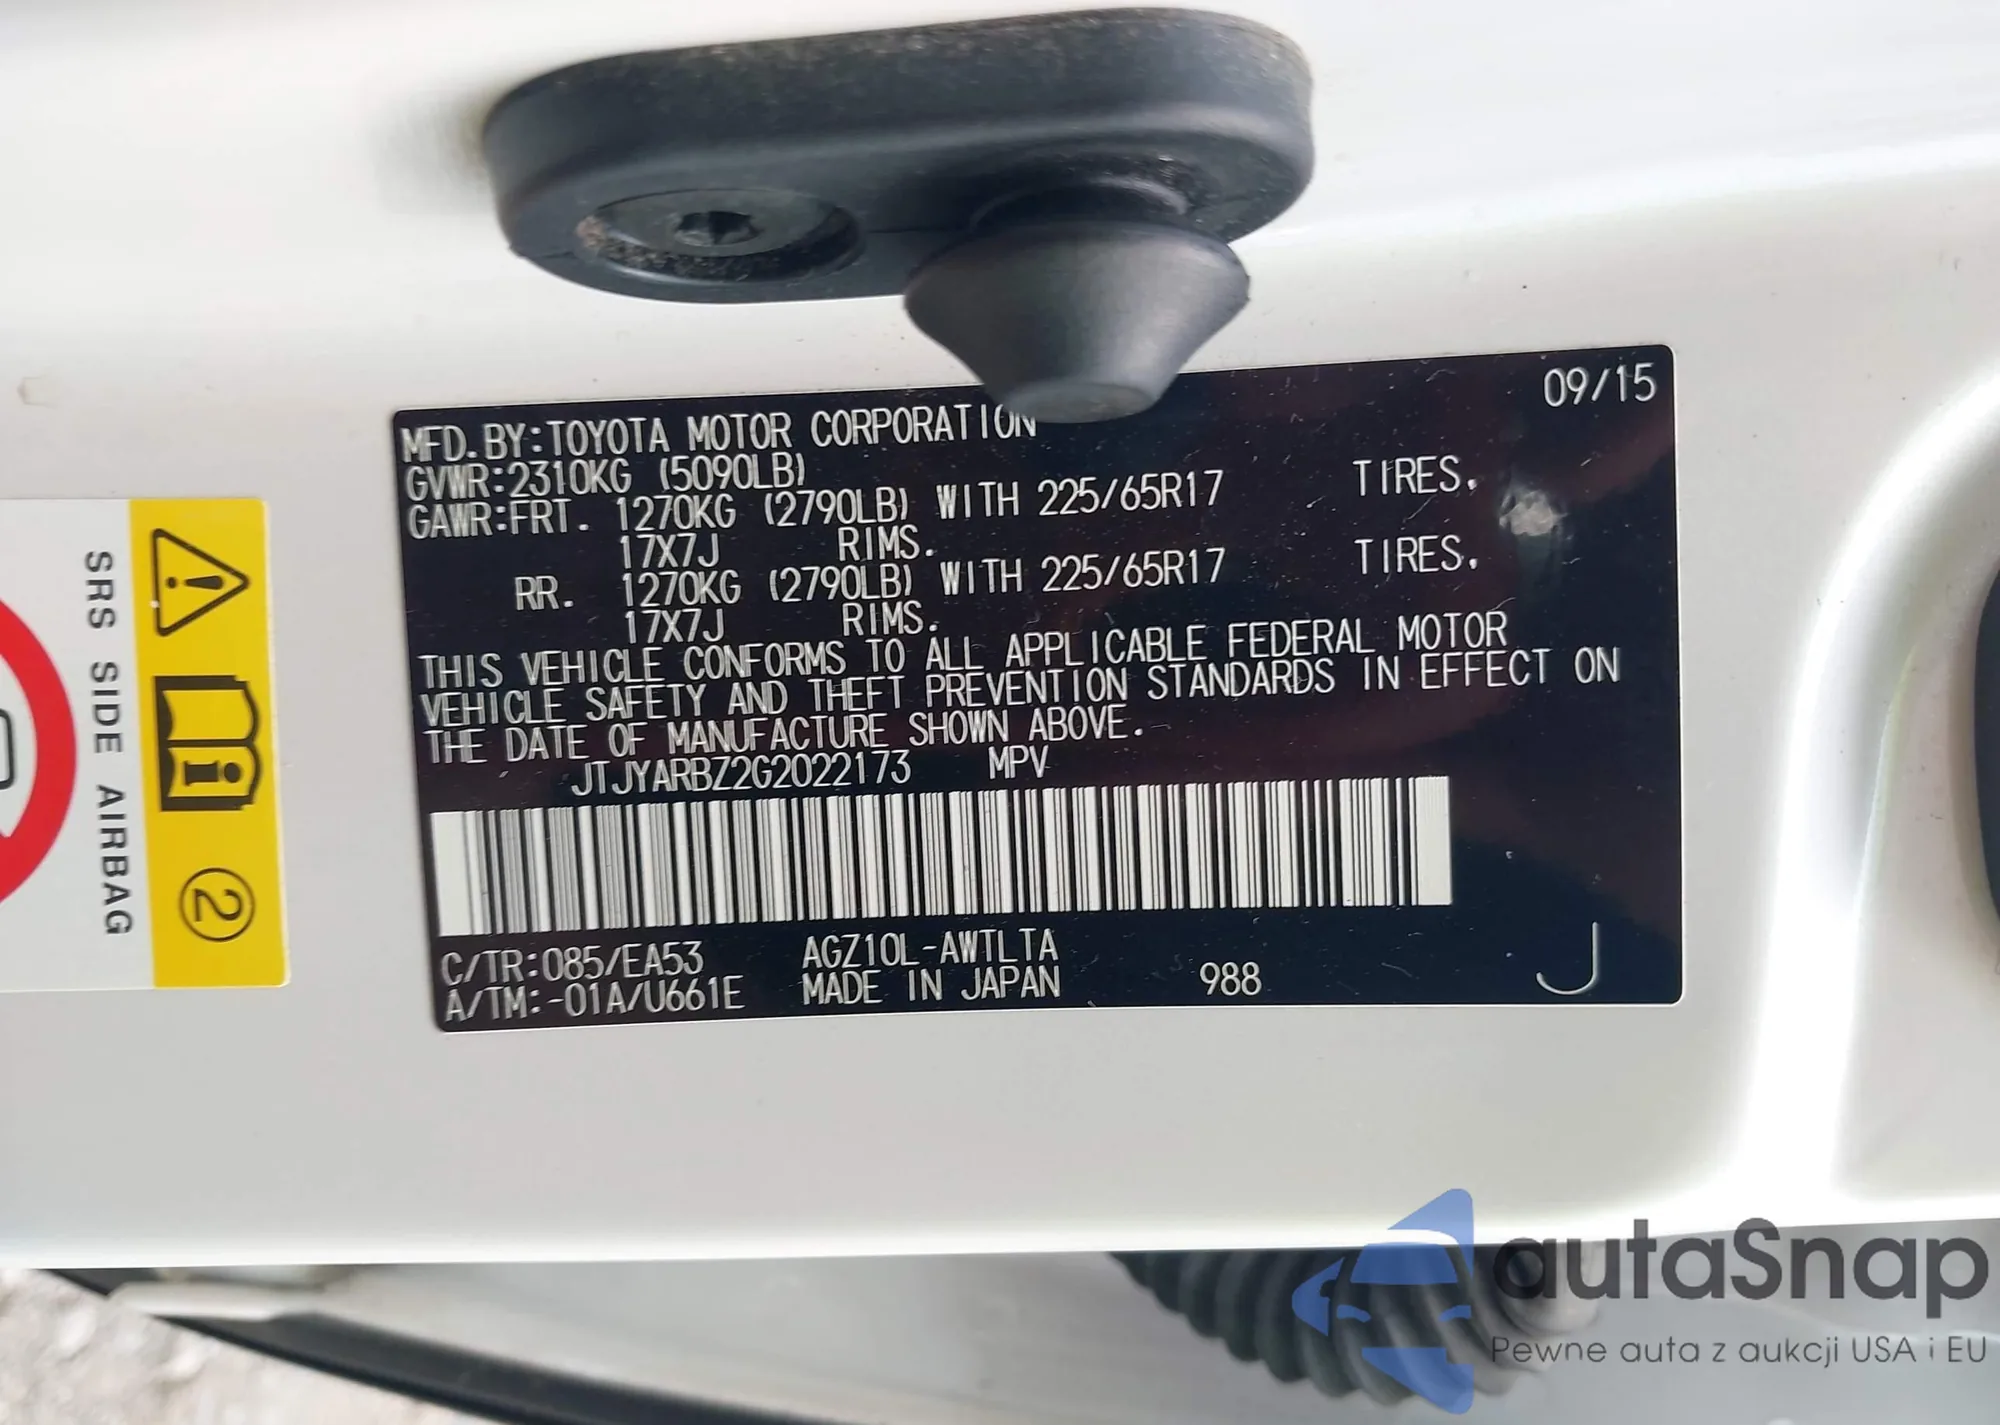 09/15
MFD.BY:TOYOTA MOTOR CORPORATION
GVWR:2310KG (5090LB)
GAWR:FRT. 1270KG (2790LB) WITH 225/65R17 TIRES.
17X7J RIMS.
RR. 1270KG (2790LB) WITH 225/65R17 TIRES.
17X7J RIMS.
THIS VEHICLE CONFORMS TO ALL APPLICABLE FEDERAL MOTOR
VEHICLE SAFETY AND THEFT PREVENTION STANDARDS IN EFFECT ON
THE DATE OF MANUFACTURE SHOWN ABOVE.
JTJYARBZ2G2022173 MPV
C/TR:085/EA53 AGZ10L-AWTLTA
A/TM:-01A/U661E MADE IN JAPAN 988 J
SRS SIDE AIRBAG
2
autaSnap
Pewne auta z aukcji USA i EU